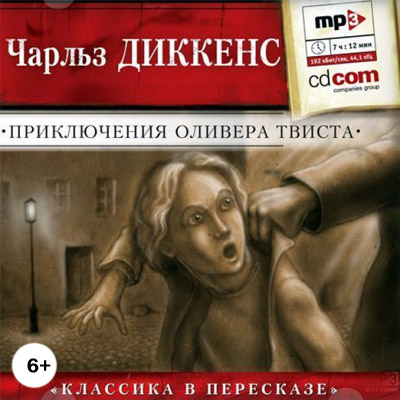 Чарльз ДИККЕНС
mp3
7 ч : 12 мин
192 кБит/сек, 44,1 кГц
cdcom
companies group
•ПРИКЛЮЧЕНИЯ ОЛИВЕРА ТВИСТА•
6+
«КЛАССИКА В ПЕРЕСКАЗЕ»